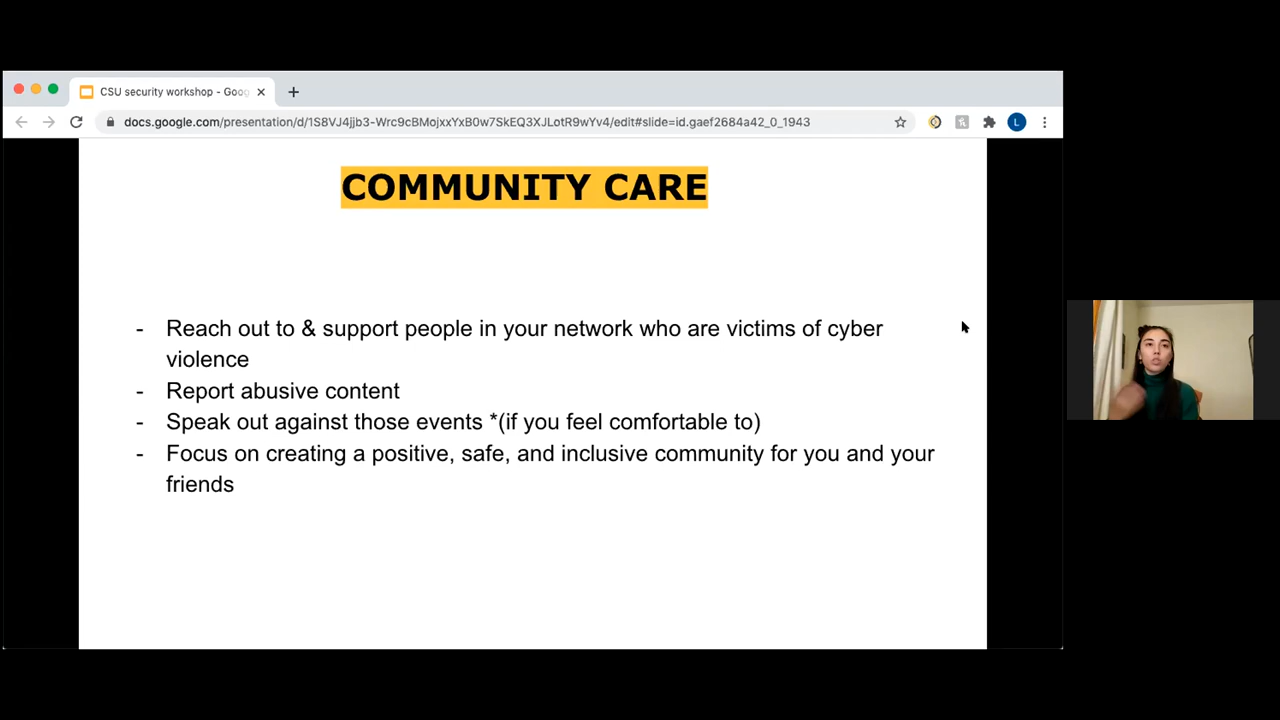 CSU security workshop - Goog
docs.google.com/presentation/d/1S8VJ4jjb3-Wrc9cBMojxxYxB0w7SkEQ3XJLotR9wYv4/edit#slide=id.gaef2684a42_0_1943
L
COMMUNITY CARE
- Reach out to & support people in your network who are victims of cyber
violence
- Report abusive content
- Speak out against those events *(if you feel comfortable to)
- Focus on creating a positive, safe, and inclusive community for you and your
friends